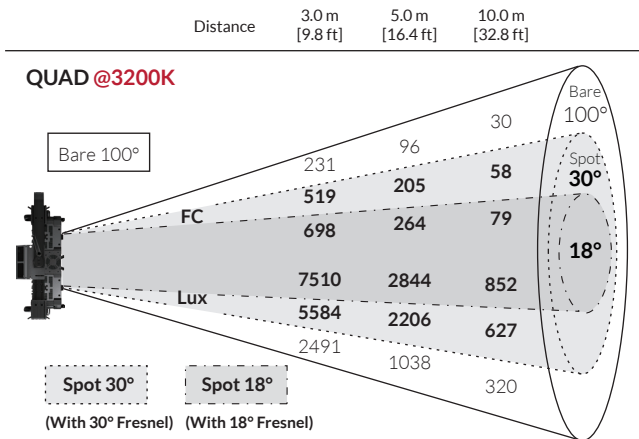 Distance
3.0 m 5.0 m 10.0 m
[9.8 ft] [16.4 ft] [32.8 ft]
QUAD @3200K
Bare
100°
Bare 100°
30
96
231
Spot
30°
58
205
519
FC
79
264
698
18°
7510 2844 852
Lux
5584 2206 627
2491 1038 320
Spot 30° Spot 18°
(With 30° Fresnel) (With 18° Fresnel)